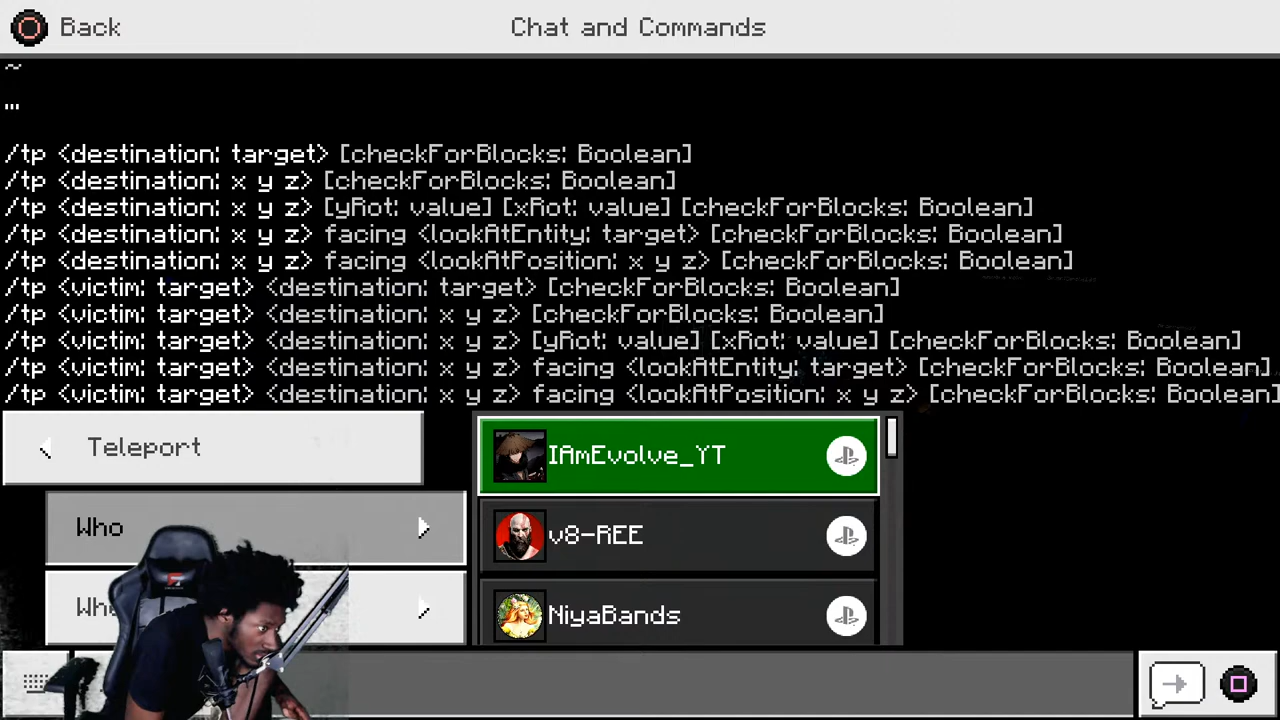 Back
Chat and Commands
~
...
/tp <destination: target> [checkForBlocks: Boolean]
/tp <destination: x y z> [checkForBlocks: Boolean]
/tp <destination: x y z> [yRot: value] [xRot: value] [checkForBlocks: Boolean]
/tp <destination: x y z> facing <lookAtEntity: target> [checkForBlocks: Boolean]
/tp <destination: x y z> facing <lookAtPosition: x y z> [checkForBlocks: Boolean]
/tp <victim: target> <destination: target> [checkForBlocks: Boolean]
/tp <victim: target> <destination: x y z> [checkForBlocks: Boolean]
/tp <victim: target> <destination: x y z> [yRot: value] [xRot: value] [checkForBlocks: Boolean]
/tp <victim: target> <destination: x y z> facing <lookAtEntity: target> [checkForBlocks: Boolean]
/tp <victim: target> <destination: x y z> facing <lookAtPosition: x y z> [checkForBlocks: Boolean]
Teleport
Who
IAmEvolve_YT
v8-REE
NiyaBands